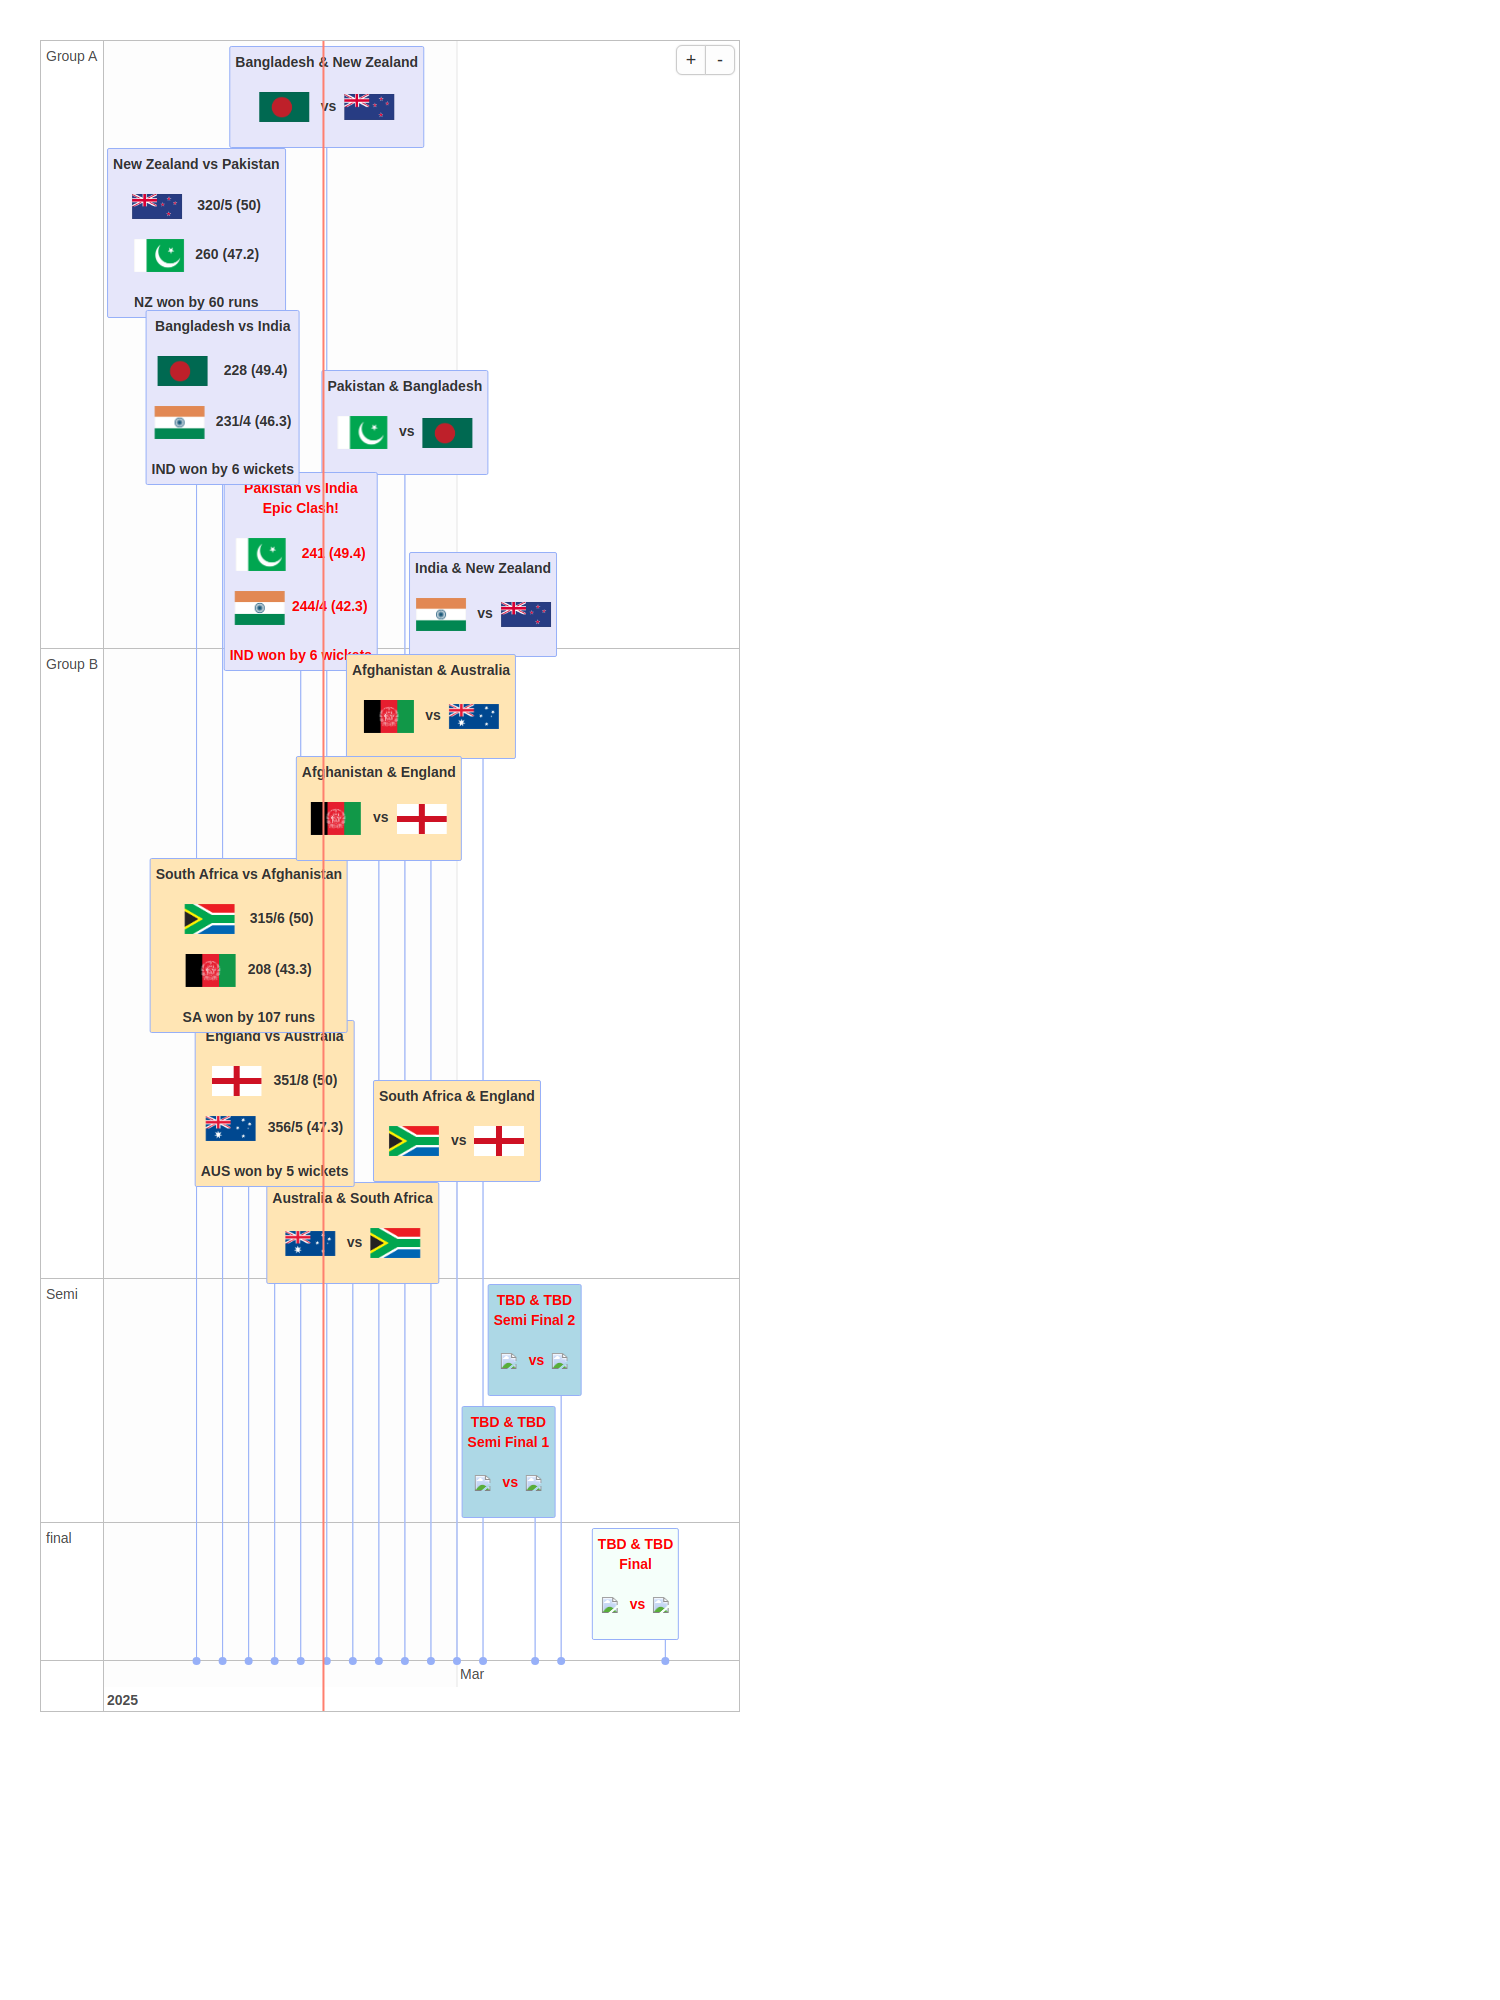 Group A
+ -
Bangladesh & New Zealand
vs
New Zealand vs Pakistan
320/5 (50)
260 (47.2)
NZ won by 60 runs
Bangladesh vs India
228 (49.4)
231/4 (46.3)
IND won by 6 wickets
Pakistan & Bangladesh
vs
Pakistan vs India
Epic Clash!
241 (49.4)
244/4 (42.3)
IND won by 6 wickets
India & New Zealand
vs
Group B
Afghanistan & Australia
vs
Afghanistan & England
vs
South Africa vs Afghanistan
315/6 (50)
208 (43.3)
SA won by 107 runs
England vs Australia
351/8 (50)
356/5 (47.3)
AUS won by 5 wickets
South Africa & England
vs
Australia & South Africa
vs
Semi
TBD & TBD
Semi Final 2
vs
TBD & TBD
Semi Final 1
vs
final
TBD & TBD
Final
vs
Mar
2025